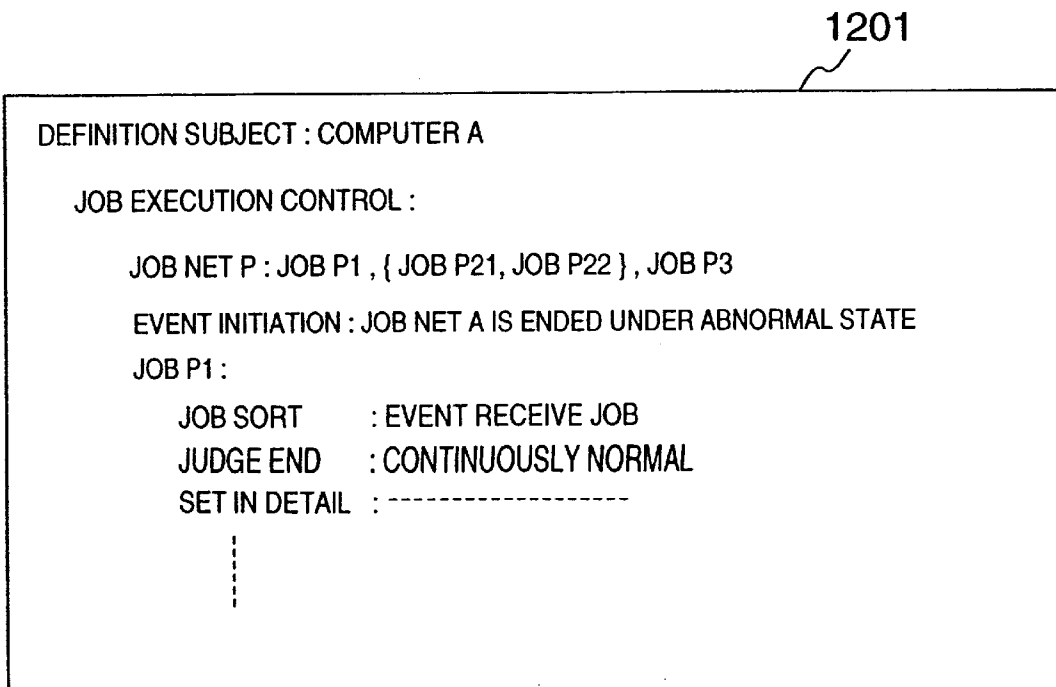 1201
DEFINITION SUBJECT : COMPUTER A
JOB EXECUTION CONTROL :
JOB NET P : JOB P1 , { JOB P21, JOB P22 } , JOB P3
EVENT INITIATION : JOB NET A IS ENDED UNDER ABNORMAL STATE
JOB P1 :
JOB SORT : EVENT RECEIVE JOB
JUDGE END : CONTINUOUSLY NORMAL
SET IN DETAIL : -------------------